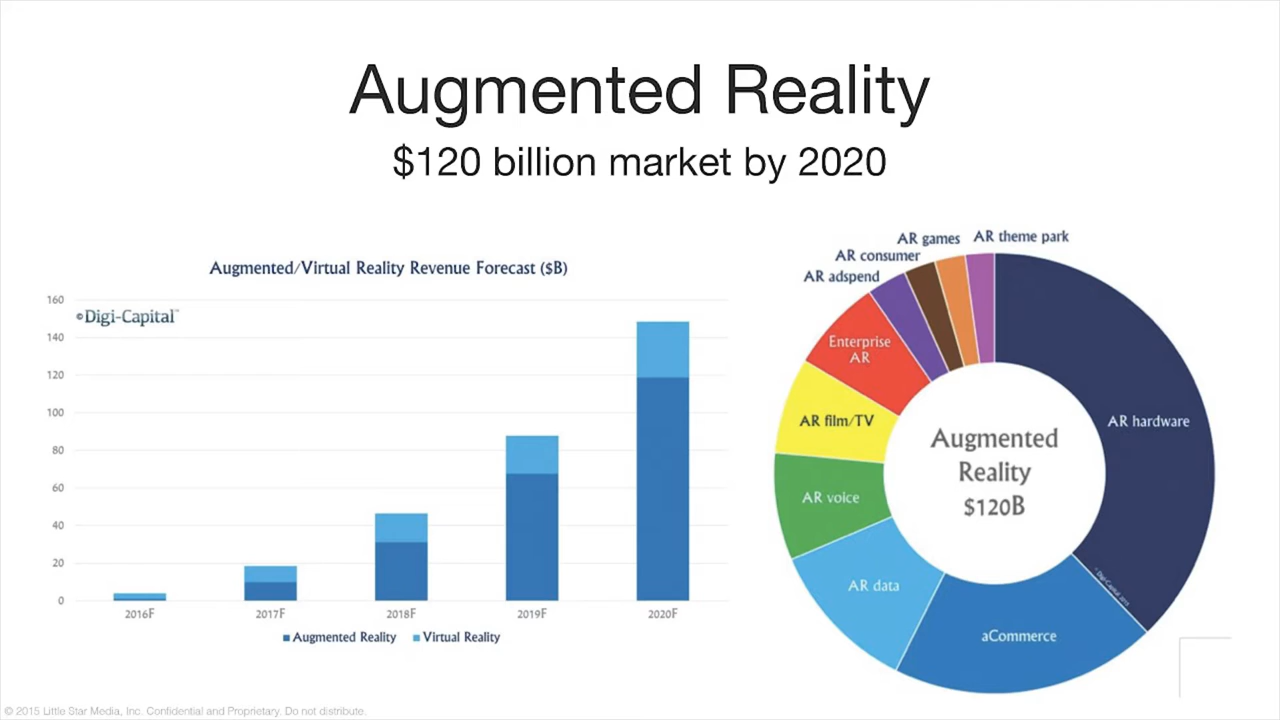 Augmented Reality
$120 billion market by 2020
Augmented/Virtual Reality Revenue Forecast ($B)
©Digi-Capital™
160
140
120
100
80
60
40
20
0
2016F 2017F 2018F 2019F 2020F
Augmented Reality Virtual Reality
AR games AR theme park
AR consumer
AR adspend
Enterprise
AR
AR film/TV
AR hardware
AR voice
AR data
aCommerce
Augmented
Reality
$120B
© Digi-Capital 2015
© 2015 Little Star Media, Inc. Confidential and Proprietary. Do not distribute.